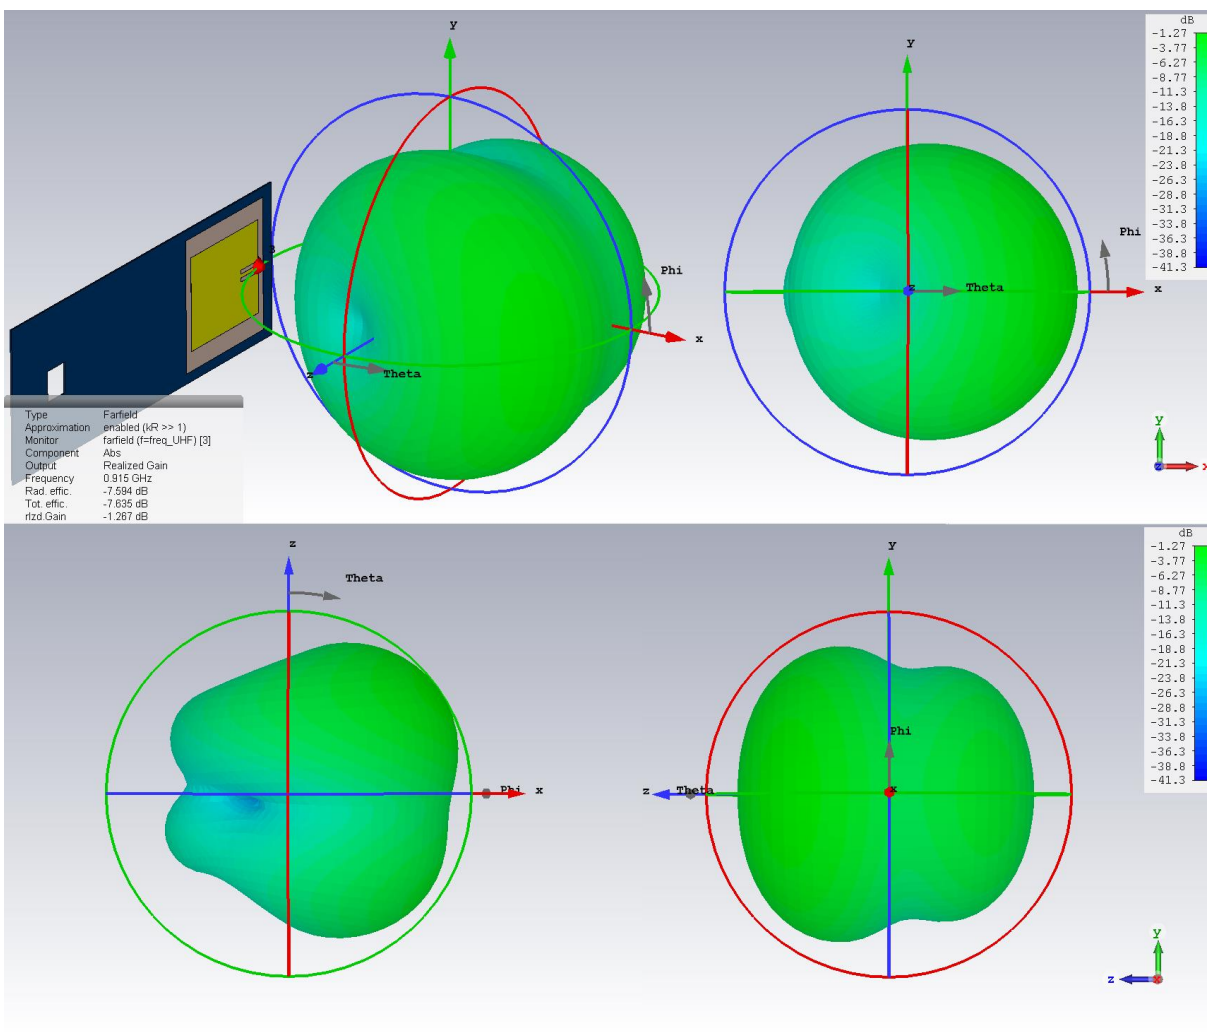 y
x
z
Phi
Theta
3
Type Farfield
Approximation enabled (kR >> 1)
Monitor farfield (f=freq_UHF) [3]
Component Abs
Output Realized Gain
Frequency 0.915 GHz
Rad. effic. -7.594 dB
Tot. effic. -7.635 dB
rlzd.Gain -1.267 dB
y
Phi
z
Theta
x
dB
-1.27
-3.77
-6.27
-8.77
-11.3
-13.8
-16.3
-18.8
-21.3
-23.8
-26.3
-28.8
-31.3
-33.8
-36.3
-38.8
-41.3
y
z
x
z
Theta
Phi
x
y
Phi
z
Theta
x
dB
-1.27
-3.77
-6.27
-8.77
-11.3
-13.8
-16.3
-18.8
-21.3
-23.8
-26.3
-28.8
-31.3
-33.8
-36.3
-38.8
-41.3
y
z
x